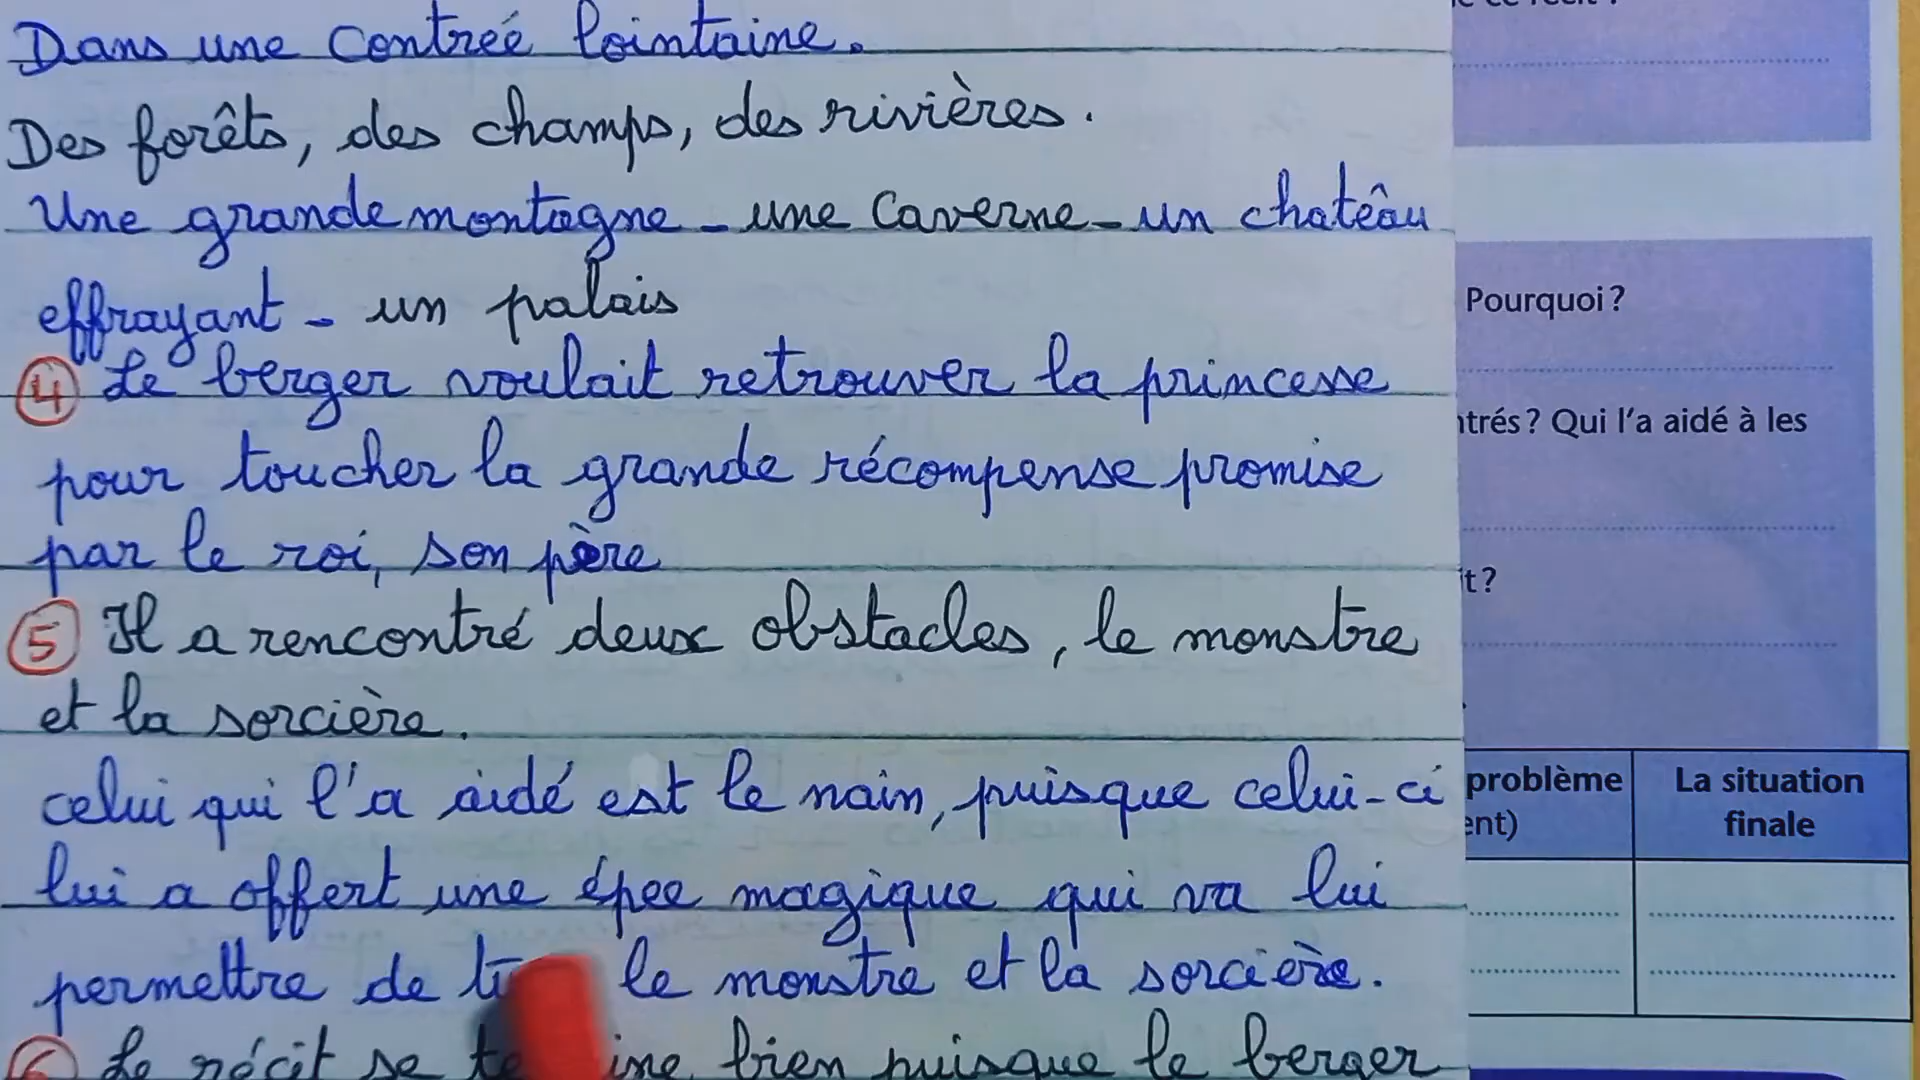 Dans une contreé lointaine.
Des forêts, des champs, des rivières.
Une grande montagne - une caverne - un chateâu
effrayant - un palais
④ Le berger voulait retrouver la princesse
pour toucher la grande récompense promise
par le roi, son père
⑤ Il a rencontré deux obstacles, le monstre
et la sorcière.
celui qui l'a aidé est le nain, puisque celui-ci
lui a offert une épee magique qui va lui
permettre de le monstre et la sorcière.
⑥ Le récit se bien puisque le berger
Pourquoi?
ntrés? Qui l'a aidé à les
t?
problème
ent)
La situation
finale